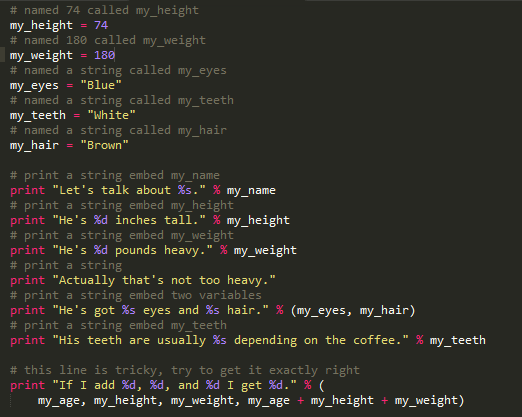 # named 74 called my_height
my_height = 74
# named 180 called my_weight
my_weight = 180
# named a string called my_eyes
my_eyes = "Blue"
# named a string called my_teeth
my_teeth = "White"
# named a string called my_hair
my_hair = "Brown"

# print a string embed my_name
print "Let's talk about %s." % my_name
# print a string embed my_height
print "He's %d inches tall." % my_height
# print a string embed my_weight
print "He's %d pounds heavy." % my_weight
# print a string
print "Actually that's not too heavy."
# print a string embed two variables
print "He's got %s eyes and %s hair." % (my_eyes, my_hair)
# print a string embed my_teeth
print "His teeth are usually %s depending on the coffee." % my_teeth

# this line is tricky, try to get it exactly right
print "If I add %d, %d, and %d I get %d." % (
    my_age, my_height, my_weight, my_age + my_height + my_weight)